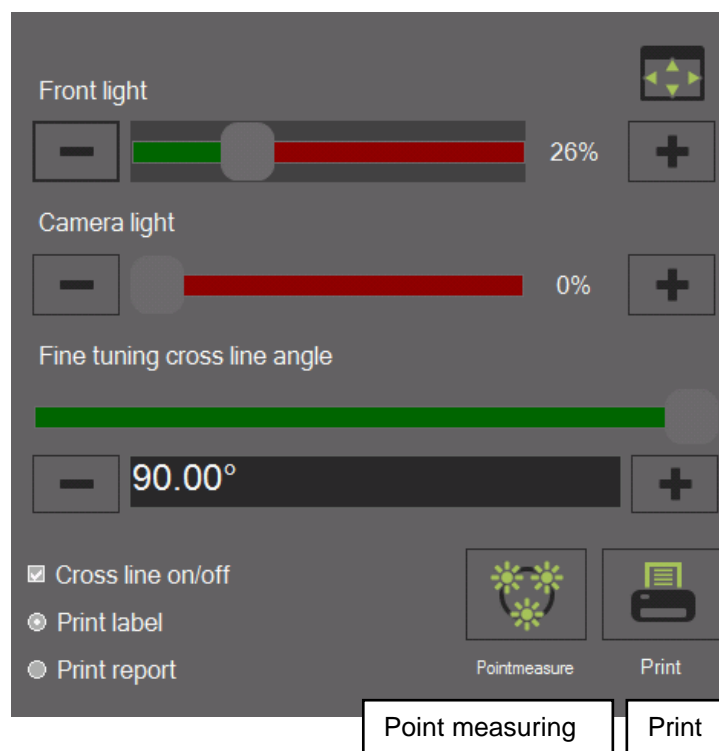 Front light
26%
Camera light
0%
Fine tuning cross line angle
90.00°
Cross line on/off
Print label
Print report
Pointmeasure
Print
Point measuring
Print